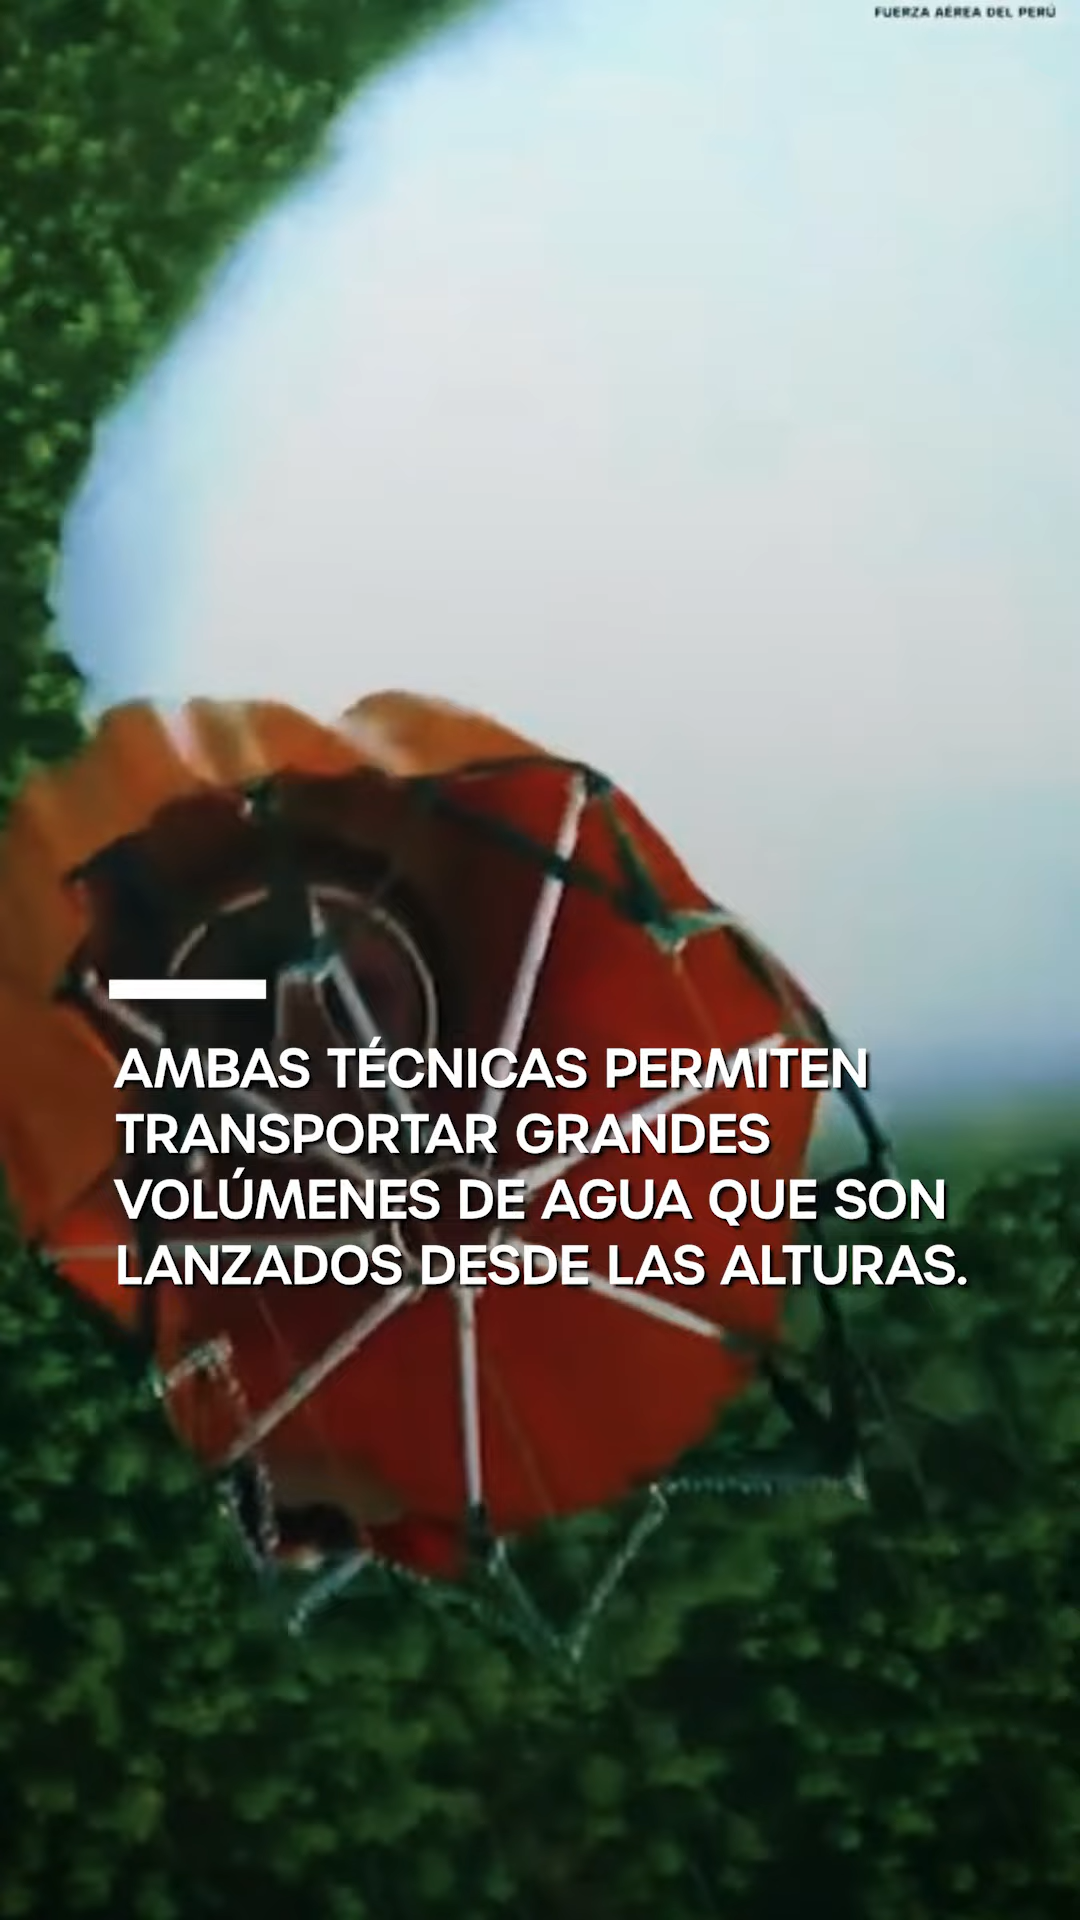 FUERZA AÉREA DEL PERÚ
AMBAS TÉCNICAS PERMITEN
TRANSPORTAR GRANDES
VOLÚMENES DE AGUA QUE SON
LANZADOS DESDE LAS ALTURAS.